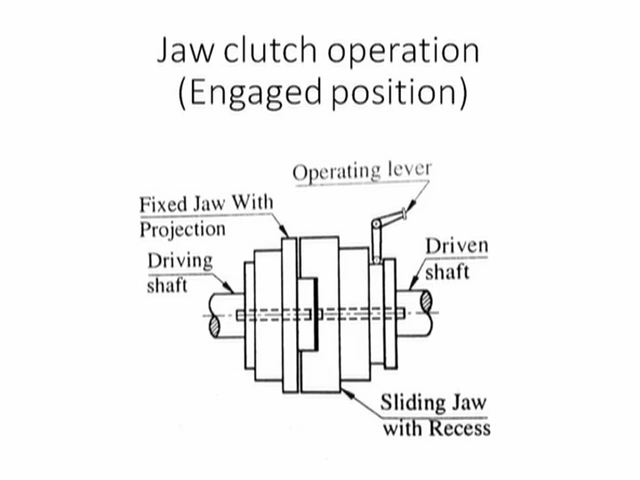 Jaw clutch operation
(Engaged position)
Operating lever
Fixed Jaw With
Projection
Driving
shaft
Driven
shaft
Sliding Jaw
with Recess